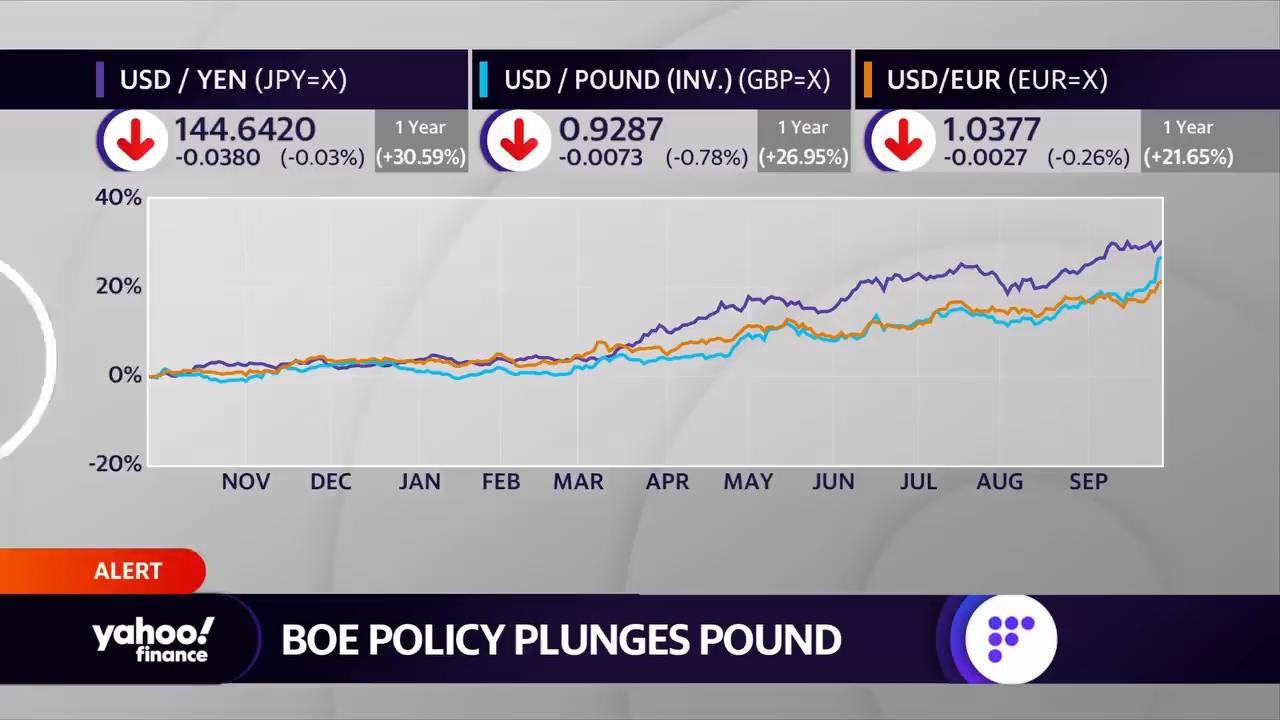 USD / YEN (JPY=X)
144.6420
-0.0380 (-0.03%)
1 Year
(+30.59%)
USD / POUND (INV.) (GBP=X)
0.9287
-0.0073 (-0.78%)
1 Year
(+26.95%)
USD/EUR (EUR=X)
1.0377
-0.0027 (-0.26%)
1 Year
(+21.65%)
40%
20%
0%
-20%
NOV DEC JAN FEB MAR APR MAY JUN JUL AUG SEP
ALERT
yahoo!
finance
BOE POLICY PLUNGES POUND